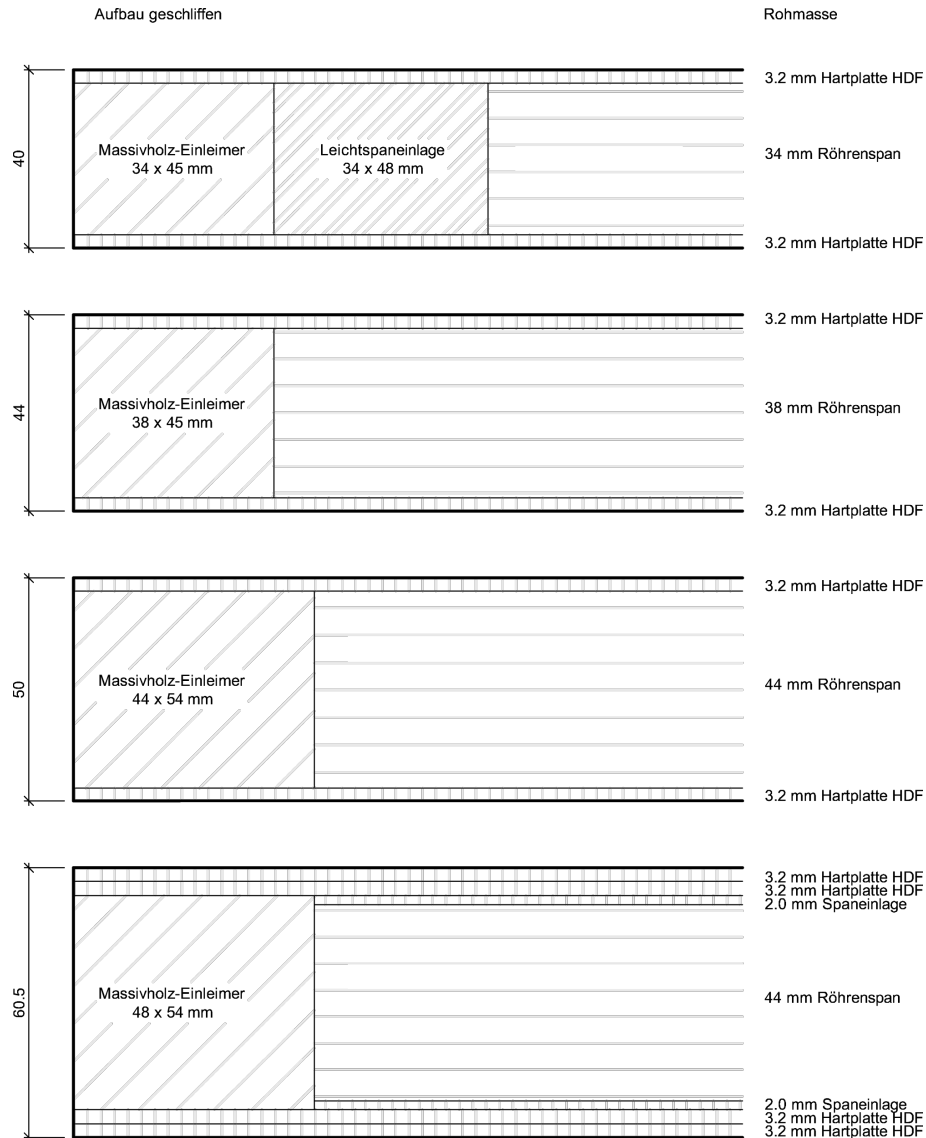 Aufbau geschliffen
Rohmasse
40
Massivholz-Einleimer
34 x 45 mm
Leichtspaneinlage
34 x 48 mm
3.2 mm Hartplatte HDF
34 mm Röhrenspan
3.2 mm Hartplatte HDF
44
Massivholz-Einleimer
38 x 45 mm
3.2 mm Hartplatte HDF
38 mm Röhrenspan
3.2 mm Hartplatte HDF
50
Massivholz-Einleimer
44 x 54 mm
3.2 mm Hartplatte HDF
44 mm Röhrenspan
3.2 mm Hartplatte HDF
60.5
Massivholz-Einleimer
48 x 54 mm
3.2 mm Hartplatte HDF
3.2 mm Hartplatte HDF
2.0 mm Spaneinlage
44 mm Röhrenspan
2.0 mm Spaneinlage
3.2 mm Hartplatte HDF
3.2 mm Hartplatte HDF